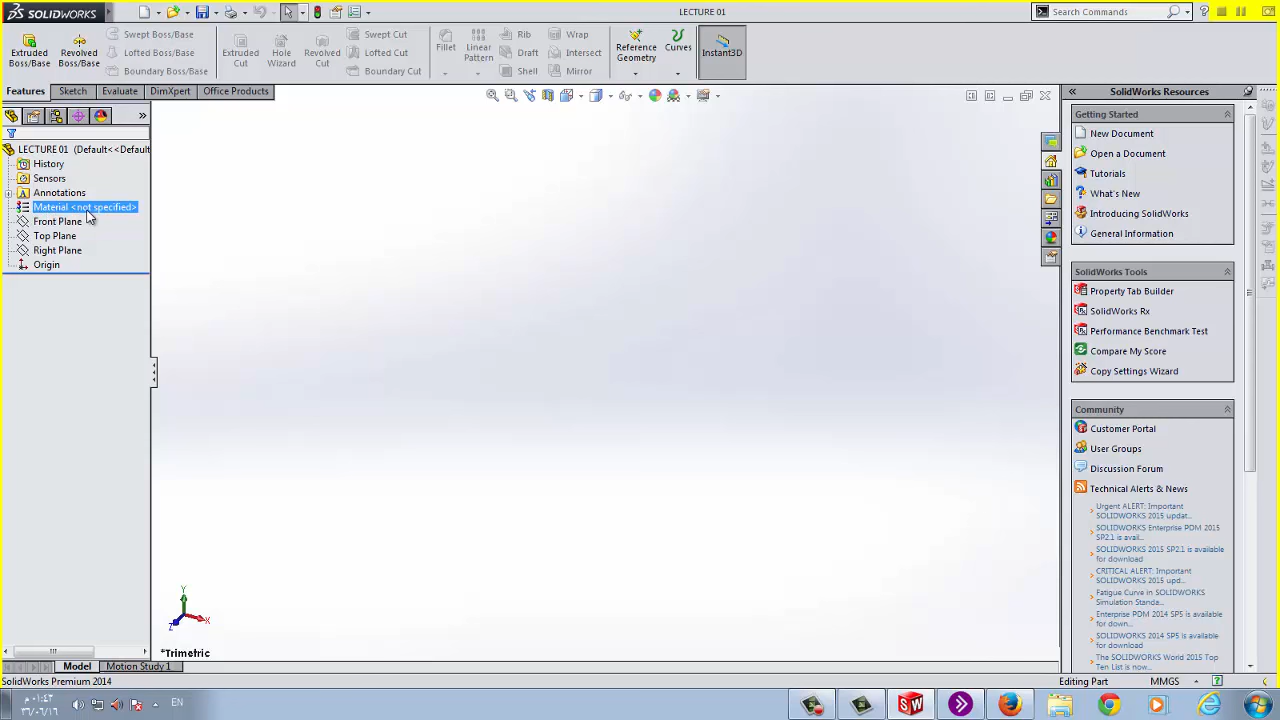 SOLIDWORKS
LECTURE 01
Search Commands
Extruded Boss/Base
Revolved Boss/Base
Swept Boss/Base
Lofted Boss/Base
Boundary Boss/Base
Extruded Cut
Hole Wizard
Revolved Cut
Swept Cut
Lofted Cut
Boundary Cut
Fillet
Linear Pattern
Rib
Draft
Shell
Wrap
Intersect
Mirror
Reference Geometry
Curves
Instant3D
Features
Sketch
Evaluate
DimXpert
Office Products
LECTURE 01 (Default<<Default
History
Sensors
Annotations
Material <not specified>
Front Plane
Top Plane
Right Plane
Origin
Y
X
Z
*Trimetric
SolidWorks Resources
Getting Started
New Document
Open a Document
Tutorials
What's New
Introducing SolidWorks
General Information
SolidWorks Tools
Property Tab Builder
SolidWorks Rx
Performance Benchmark Test
Compare My Score
Copy Settings Wizard
Community
Customer Portal
User Groups
Discussion Forum
Technical Alerts & News
Urgent ALERT: Important
SOLIDWORKS 2015 updat...
SOLIDWORKS Enterprise PDM 2015
SP2.1 is avail...
SOLIDWORKS 2015 SP2.1 is available
for download
CRITICAL ALERT: Important
SOLIDWORKS 2015 upd...
Fatigue Curve in SOLIDWORKS
Simulation Standa...
Enterprise PDM 2014 SP5 is available
for down...
SOLIDWORKS 2014 SP5 is available
for download
The SOLIDWORKS World 2015 Top
Ten List is now...
Model
Motion Study 1
SolidWorks Premium 2014
Editing Part
MMGS
EN
SW